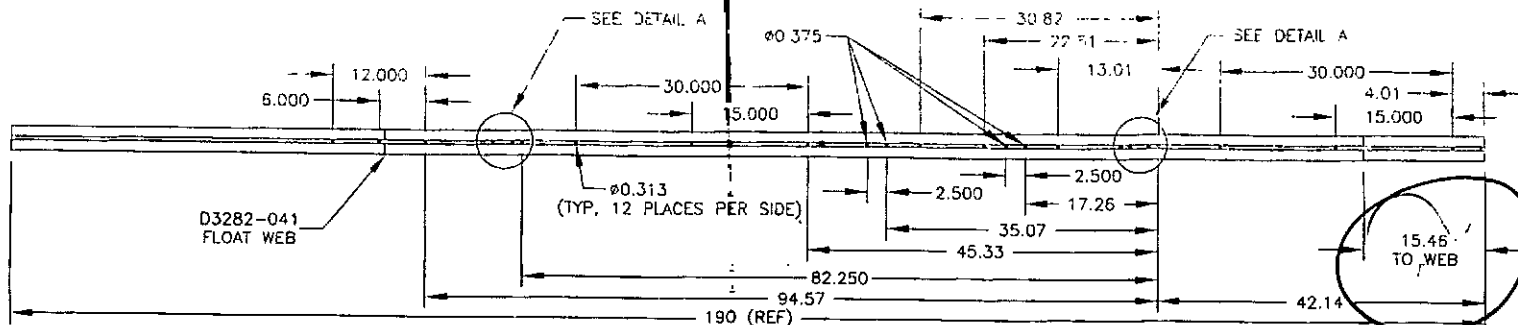 SEE DETAIL A
30.82
Ø0.375
22.51
SEE DETAIL A
12.000
30.000
13.01
30.000
6.000
4.01
15.000
15.000
Ø0.313
(TYP, 12 PLACES PER SIDE)
2.500
2.500
D3282-041
FLOAT WEB
17.26
35.07
15.46
TO WEB
45.33
82.250
94.57
42.14
190 (REF)